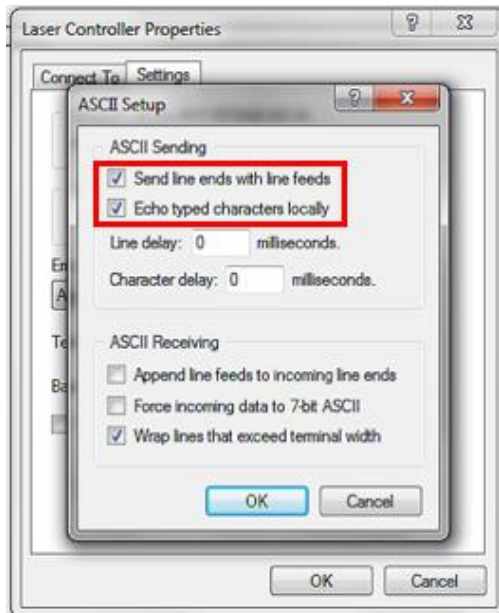 Laser Controller Properties
Connect To Settings
ASCII Setup
ASCII Sending
Send line ends with line feeds
Echo typed characters locally
Line delay: 0 milliseconds.
Character delay: 0 milliseconds.
ASCII Receiving
Append line feeds to incoming line ends
Force incoming data to 7-bit ASCII
Wrap lines that exceed terminal width
OK Cancel
OK Cancel